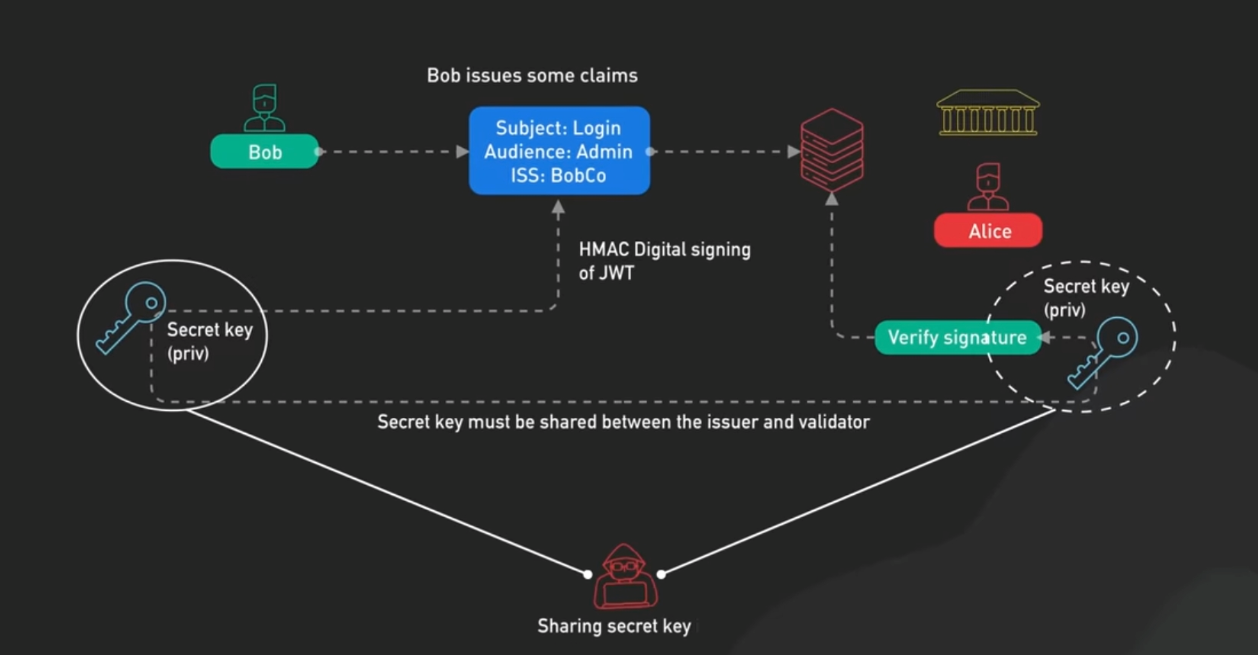 Bob issues some claims
Bob
Subject: Login
Audience: Admin
ISS: BobCo
Alice
HMAC Digital signing
of JWT
Secret key
(priv)
Secret key
(priv)
Verify signature
Secret key must be shared between the issuer and validator
Sharing secret key